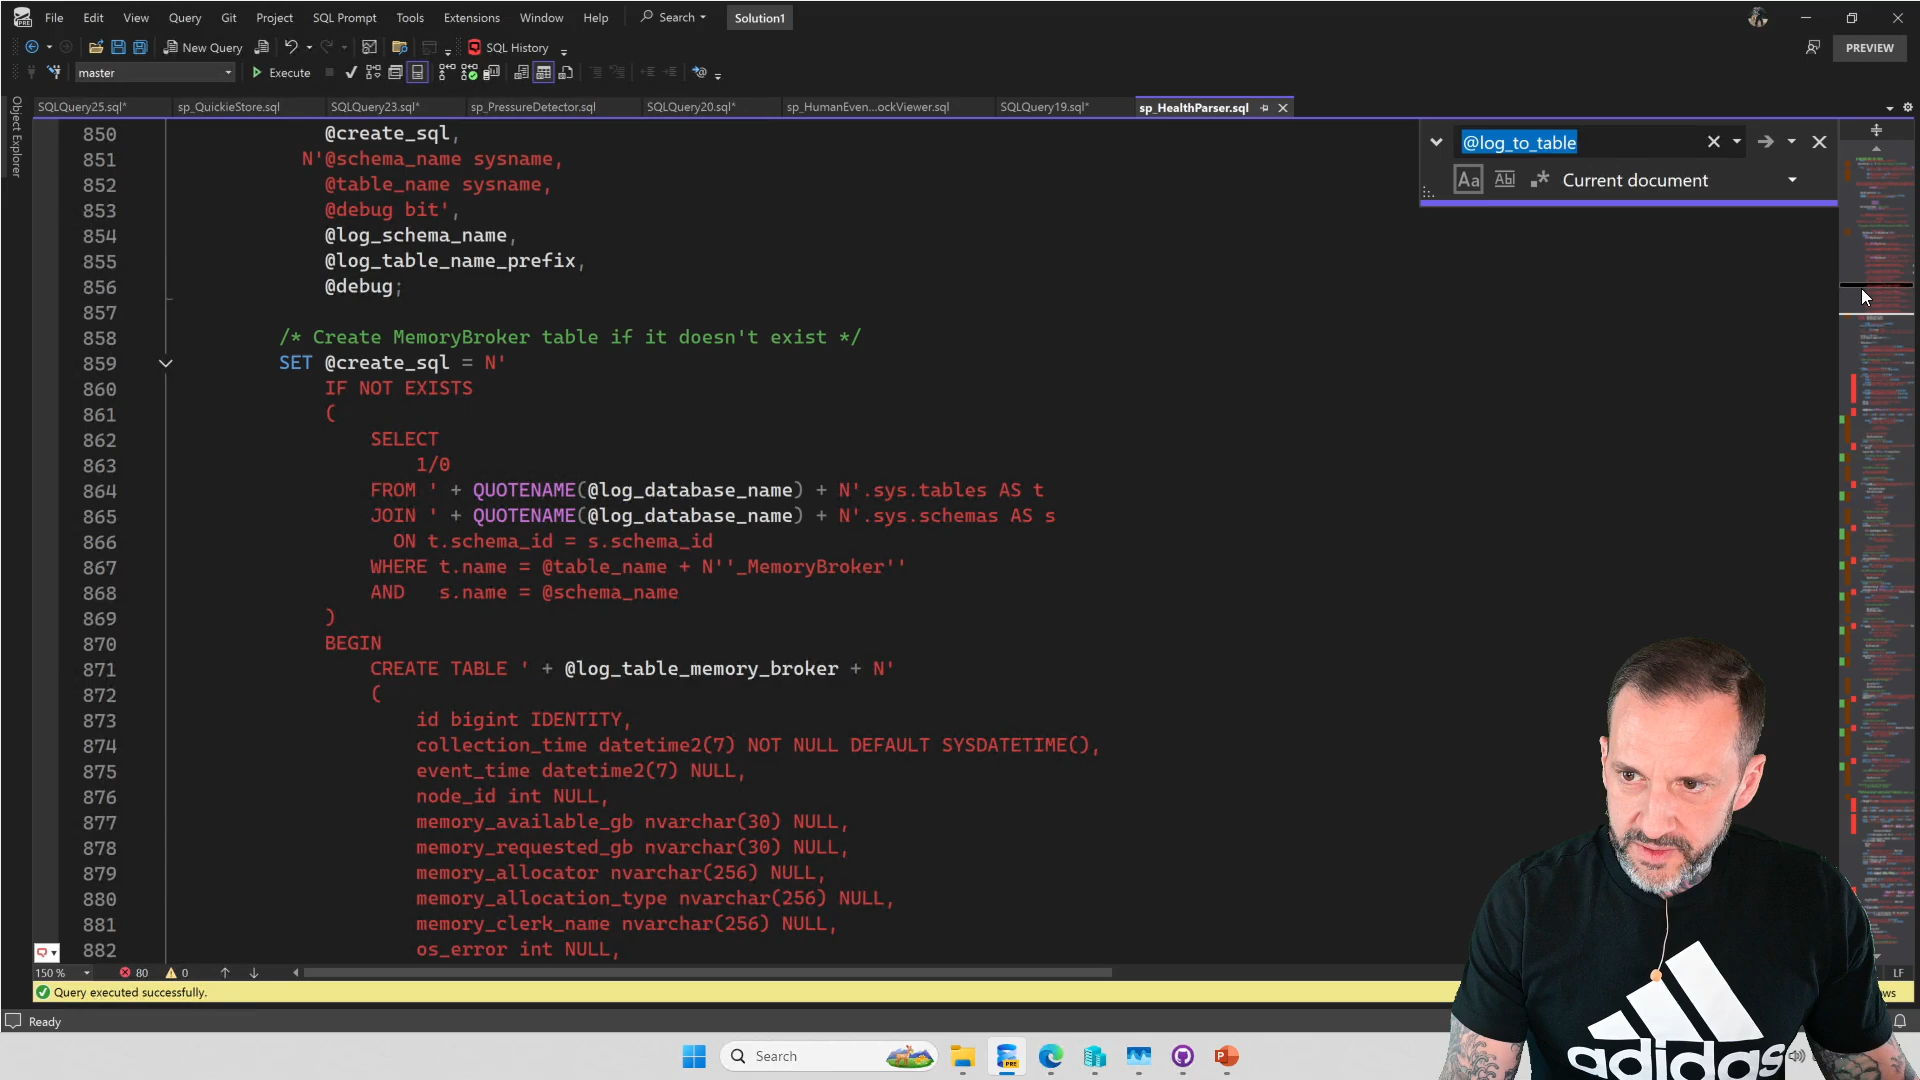 File Edit View Query Git Project SQL Prompt Tools Extensions Window Help Search Solution1
New Query SQL History PREVIEW
master Execute
SQLQuery25.sql* sp_QuickieStore.sql SQLQuery23.sql* sp_PressureDetector.sql SQLQuery20.sql* sp_HumanEven...ockViewer.sql SQLQuery19.sql* sp_HealthParser.sql
Object Explorer
@log_to_table
Aa Abl .* Current document
850 @create_sql,
851 N'@schema_name sysname,
852 @table_name sysname,
853 @debug bit',
854 @log_schema_name,
855 @log_table_name_prefix,
856 @debug;
857
858 /* Create MemoryBroker table if it doesn't exist */
859 SET @create_sql = N'
860 IF NOT EXISTS
861 (
862 SELECT
863 1/0
864 FROM ' + QUOTENAME(@log_database_name) + N'.sys.tables AS t
865 JOIN ' + QUOTENAME(@log_database_name) + N'.sys.schemas AS s
866 ON t.schema_id = s.schema_id
867 WHERE t.name = @table_name + N''_MemoryBroker''
868 AND s.name = @schema_name
869 )
870 BEGIN
871 CREATE TABLE ' + @log_table_memory_broker + N'
872 (
873 id bigint IDENTITY,
874 collection_time datetime2(7) NOT NULL DEFAULT SYSDATETIME(),
875 event_time datetime2(7) NULL,
876 node_id int NULL,
877 memory_available_gb nvarchar(30) NULL,
878 memory_requested_gb nvarchar(30) NULL,
879 memory_allocator nvarchar(256) NULL,
880 memory_allocation_type nvarchar(256) NULL,
881 memory_clerk_name nvarchar(256) NULL,
882 os_error int NULL,
150 % 80 0 LF
Query executed successfully. ws
Ready
Search
PRE
adidas